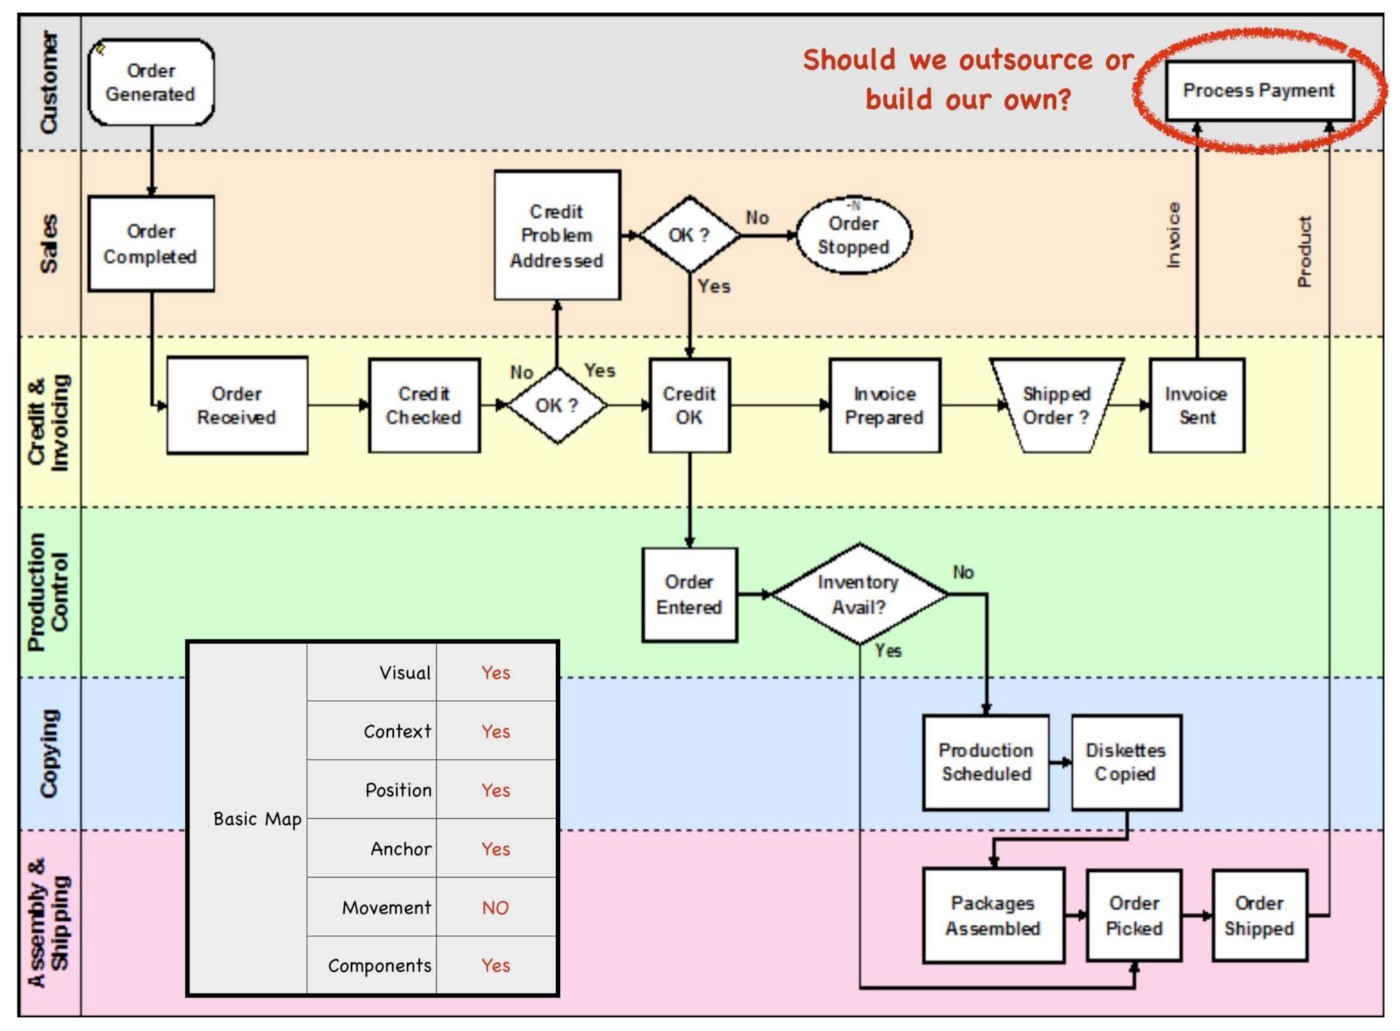 Customer
Order
Generated
Should we outsource or
build our own?
Process Payment
Sales
Order
Completed
Credit
Problem
Addressed
OK ?
No
Yes
-N
Order
Stopped
Invoice
Product
Credit &
Invoicing
Order
Received
Credit
Checked
No
Yes
OK ?
Credit
OK
Invoice
Prepared
Shipped
Order ?
Invoice
Sent
Production
Control
Order
Entered
Inventory
Avail?
No
Yes
Copying
Production
Scheduled
Diskettes
Copied
Assembly &
Shipping
Packages
Assembled
Order
Picked
Order
Shipped
Basic Map
Visual Yes
Context Yes
Position Yes
Anchor Yes
Movement NO
Components Yes